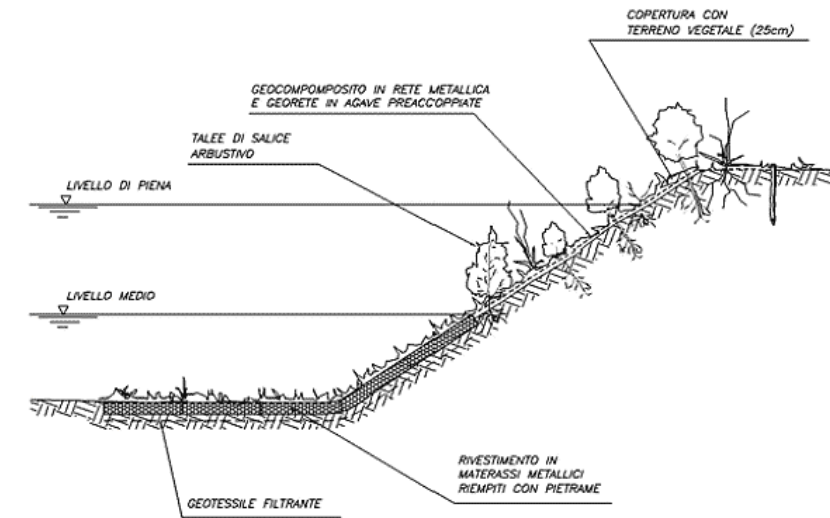 COPERTURA CON
TERRENO VEGETALE (25cm)
GEOCOMPOMPOSITO IN RETE METALLICA
E GEORETE IN AGAVE PREACCOPPIATE
TALEE DI SALICE
ARBUSTIVO
LIVELLO DI PIENA
LIVELLO MEDIO
RIVESTIMENTO IN
MATERASSI METALLICI
RIEMPITI CON PIETRAME
GEOTESSILE FILTRANTE